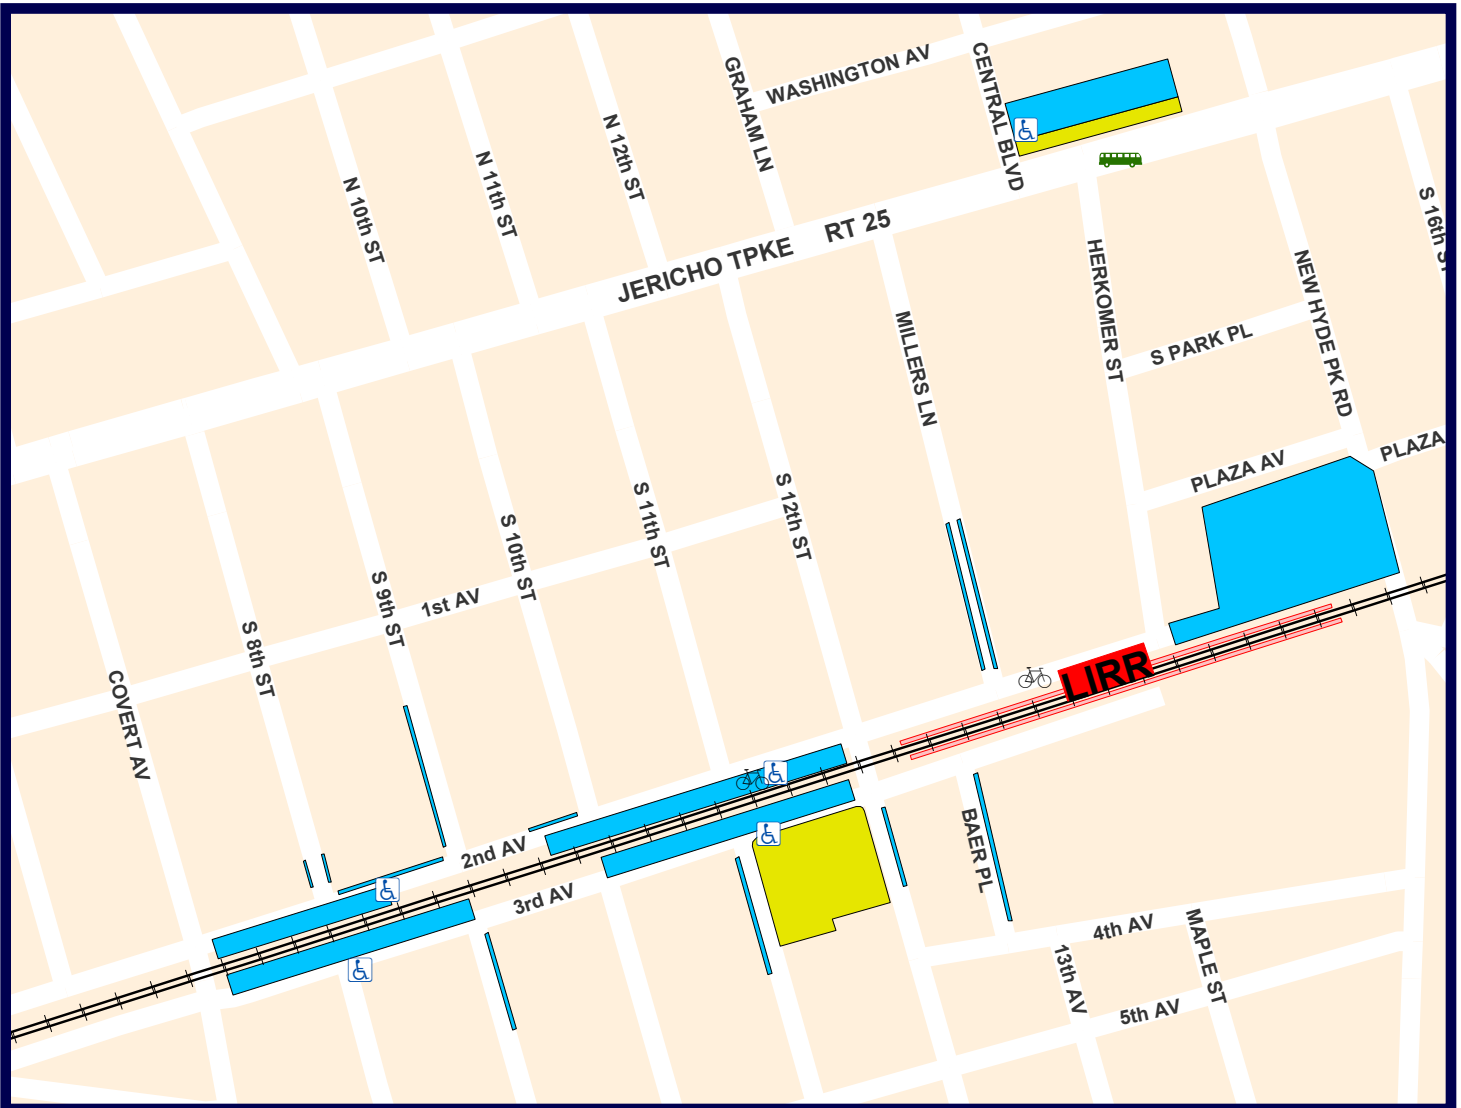 WASHINGTON AV
CENTRAL BLVD
GRAHAM LN
N 12th ST
N 11th ST
N 10th ST
JERICHO TPKE
RT 25
S 16th ST
HERKOMER ST
NEW HYDE PK RD
MILLERS LN
S PARK PL
PLAZA AV
PLAZA
S 12th ST
S 11th ST
S 10th ST
S 9th ST
1st AV
S 8th ST
COVERT AV
LIRR
2nd AV
3rd AV
BAER PL
4th AV
MAPLE ST
13th AV
5th AV